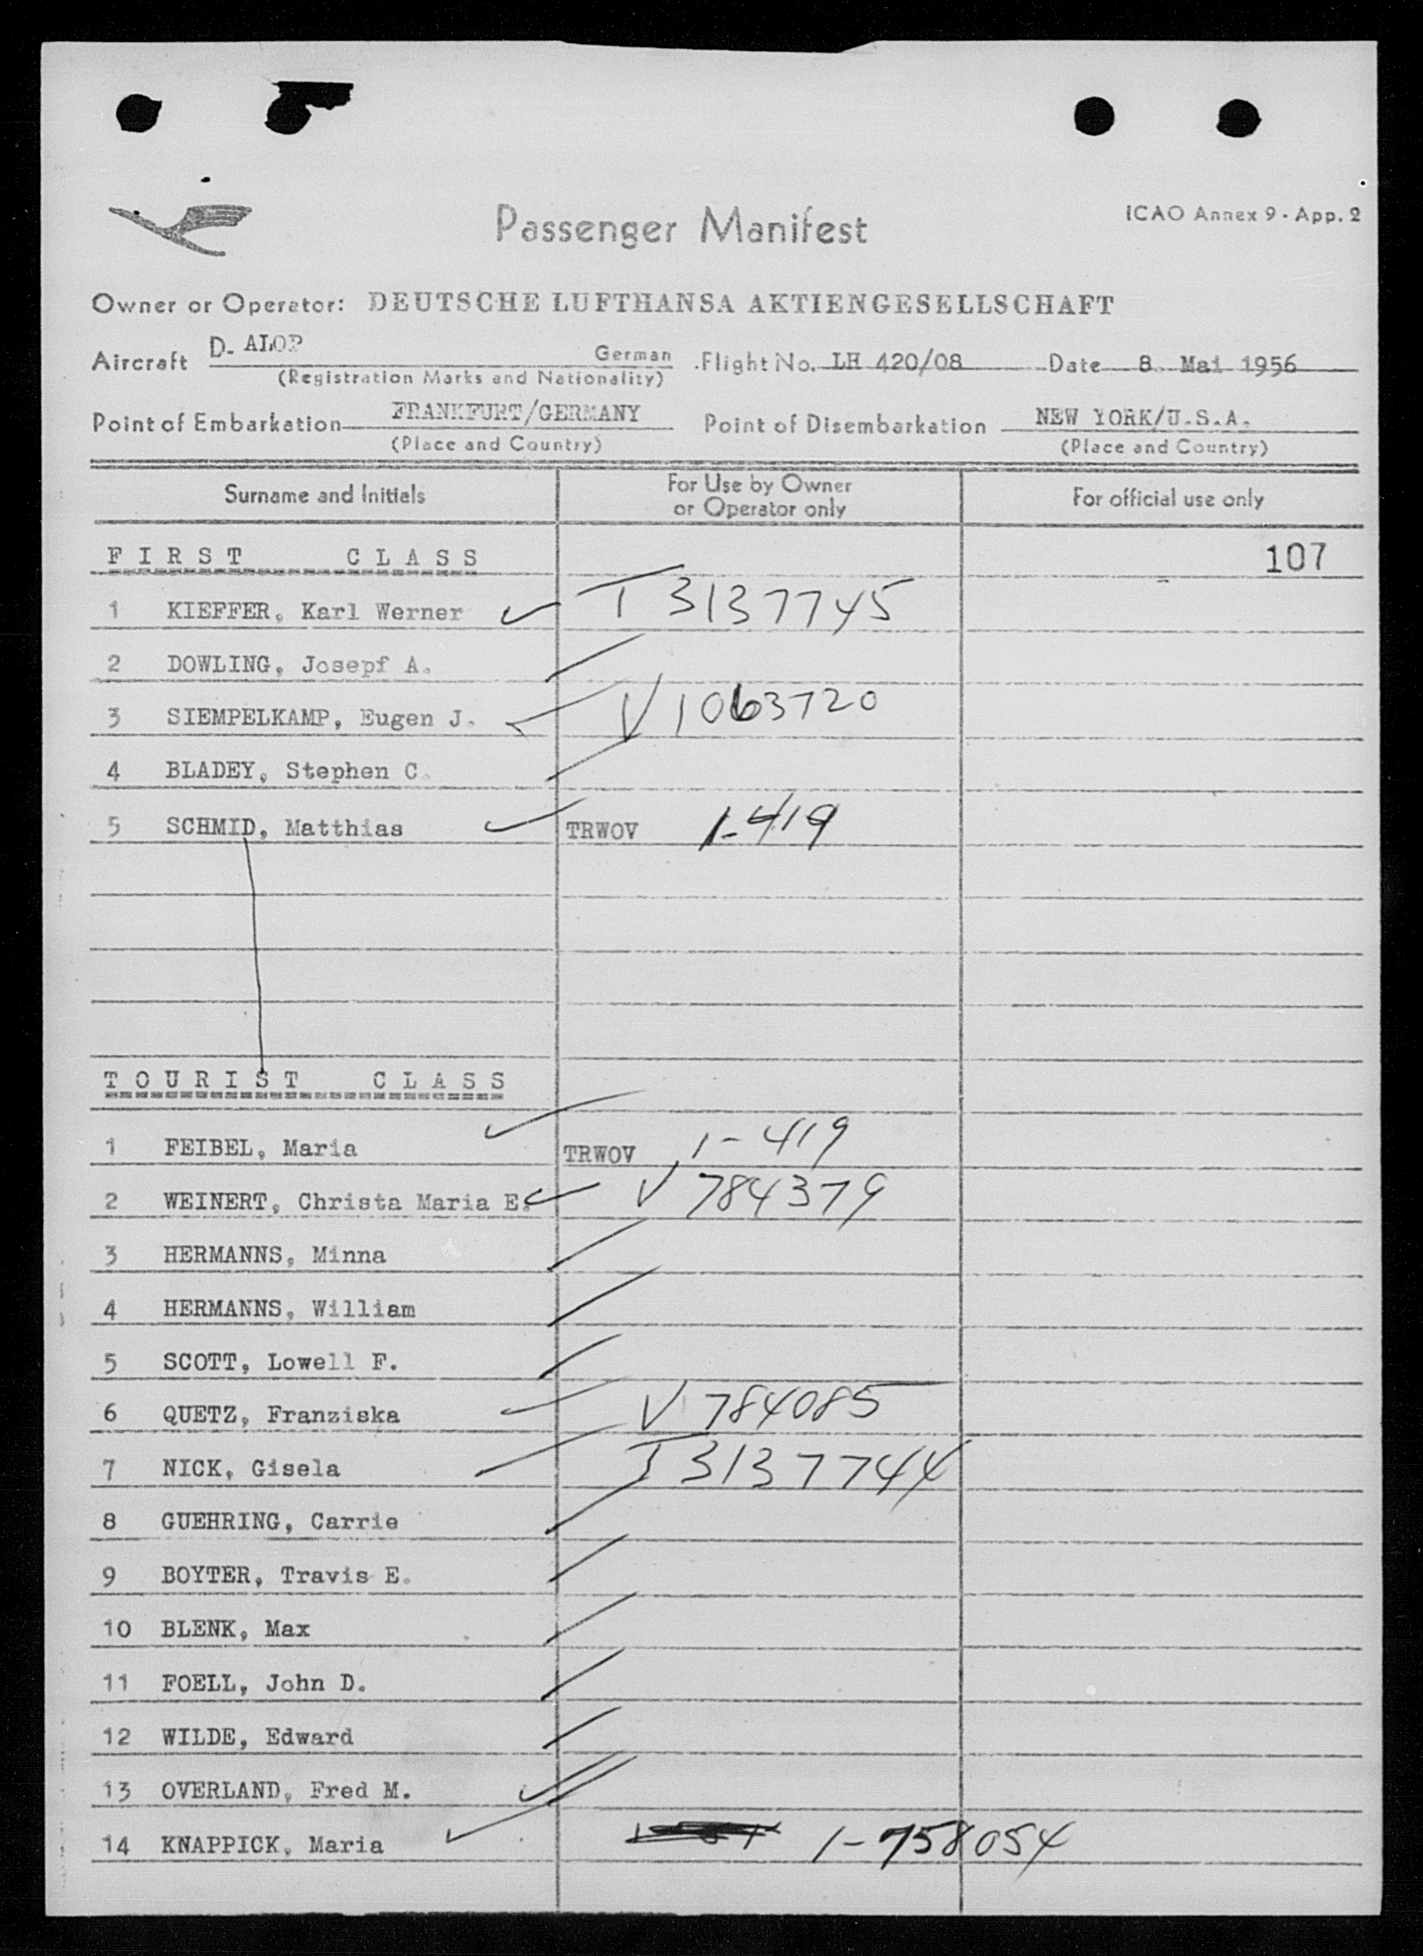 Passenger Manifest
ICAO Annex 9 - App. 2
Owner or Operator: DEUTSCHE LUFTHANSA AKTIENGESELLSCHAFT
Aircraft D- ALOP German Flight No. LH 420/08 Date 8. Mai 1956
(Registration Marks and Nationality)
Point of Embarkation FRANKFURT/GERMANY Point of Disembarkation NEW YORK/U.S.A.
(Place and Country) (Place and Country)
Surname and Initials For Use by Owner or Operator only For official use only
FIRST CLASS 107
1 KIEFFER, Karl Werner T 3137745
2 DOWLING, Josepf A.
3 SIEMPELKAMP, Eugen J. V 1063720
4 BLADEY, Stephen C.
5 SCHMID, Matthias TRWOV 1-419
TOURIST CLASS
1 FEIBEL, Maria TRWOV 1-419
2 WEINERT, Christa Maria E. V 784379
3 HERMANNS, Minna
4 HERMANNS, William
5 SCOTT, Lowell F.
6 QUETZ, Franziska V 784085
7 NICK, Gisela T 3137744
8 GUEHRING, Carrie
9 BOYTER, Travis E.
10 BLENK, Max
11 FOELL, John D.
12 WILDE, Edward
13 OVERLAND, Fred M.
14 KNAPPICK, Maria 1-758054